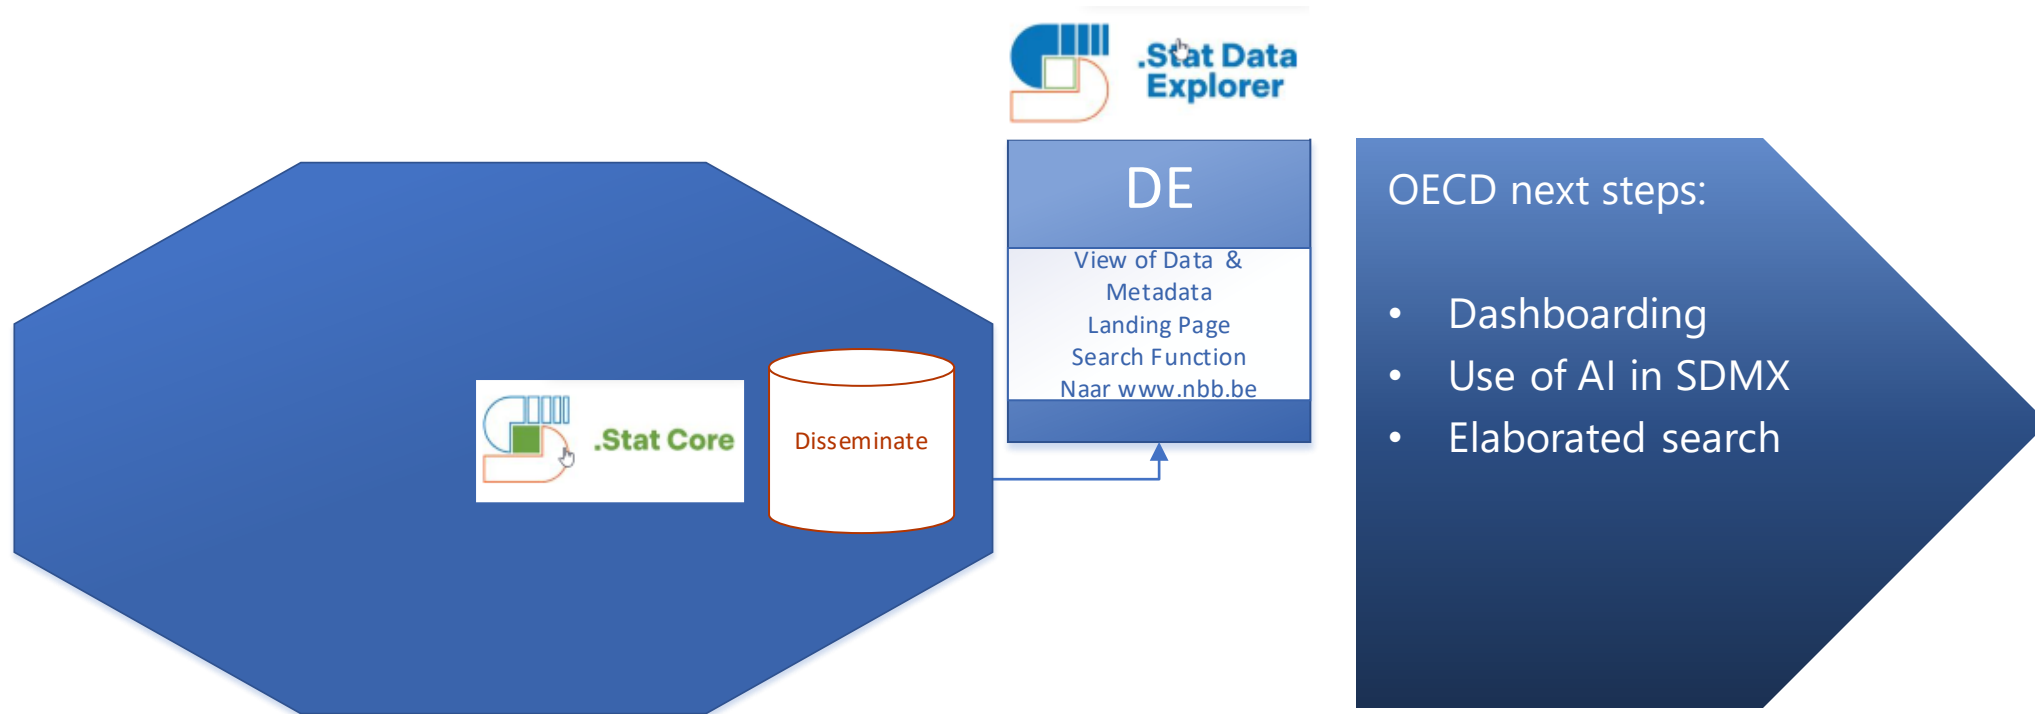 .Stat Data
Explorer
DE
View of Data &
Metadata
Landing Page
Search Function
Naar www.nbb.be
.Stat Core
Disseminate
OECD next steps:
• Dashboarding
• Use of AI in SDMX
• Elaborated search